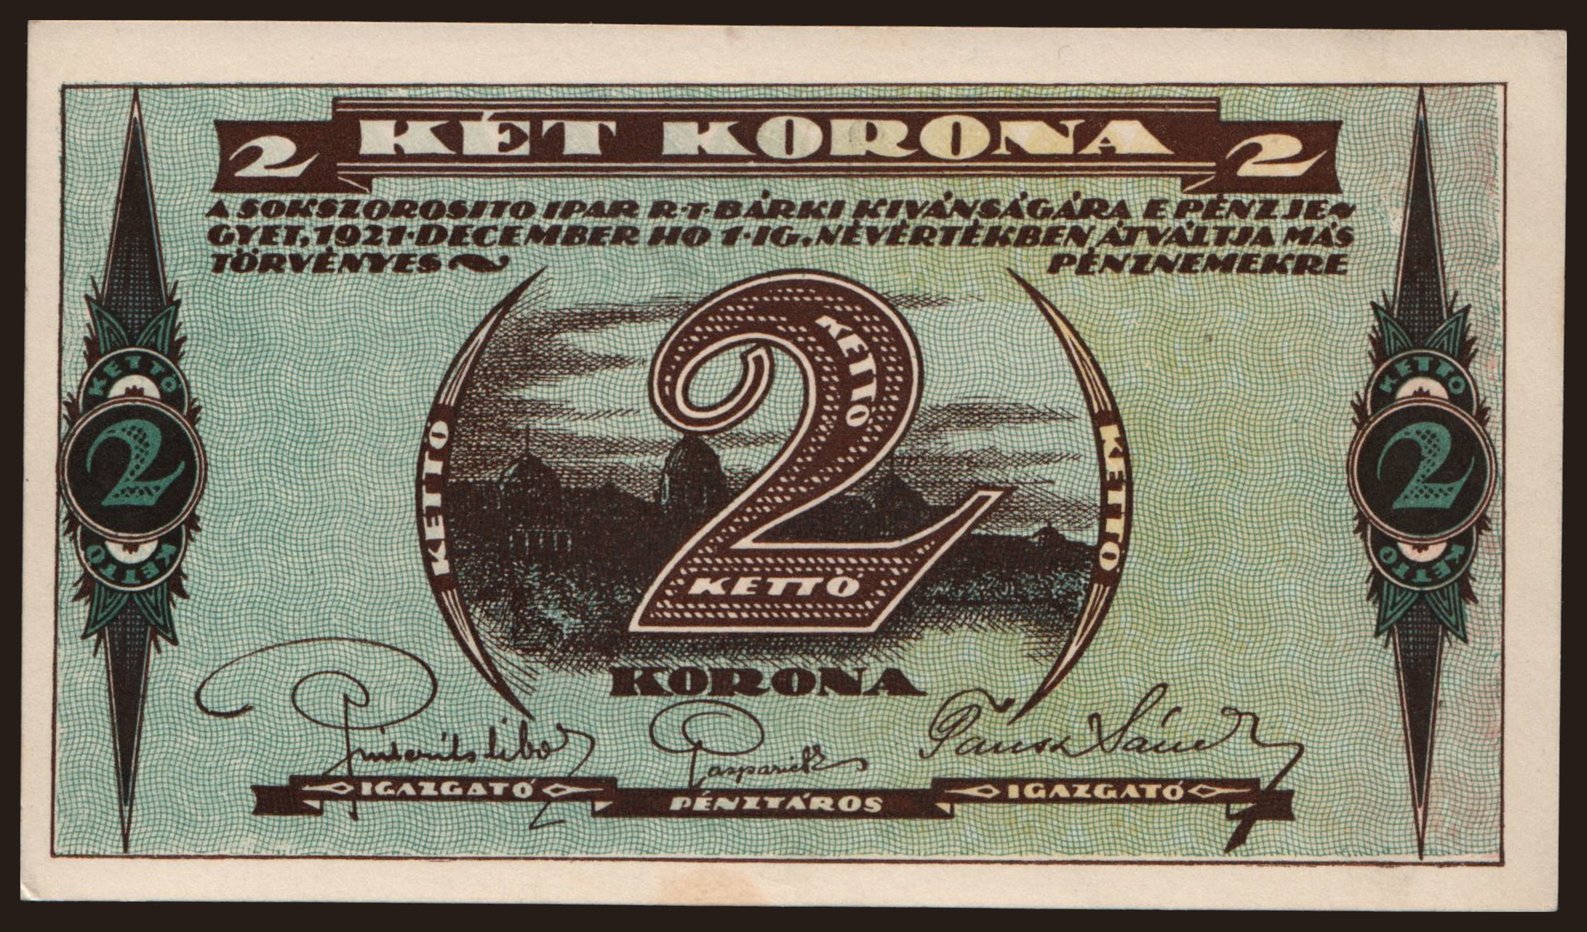 2 KÉT KORONA 2
A SOKSZOROSITO IPAR R·T· BÁRKI KIVÁNSÁGÁRA E PÉNZJE-
GYET, 1921·DECEMBER HO 1·IG, NÉVÉRTÉKBEN ÁTVÁLTJA MÁS
TÖRVÉNYES PÉNZNEMEKRE
KETTŐ
2
KETTŐ
KETTŐ
2
KETTŐ
KETTŐ
KETTŐ
KETTŐ
2
KETTŐ
KORONA
IGAZGATÓ
PÉNZTÁROS
IGAZGATÓ